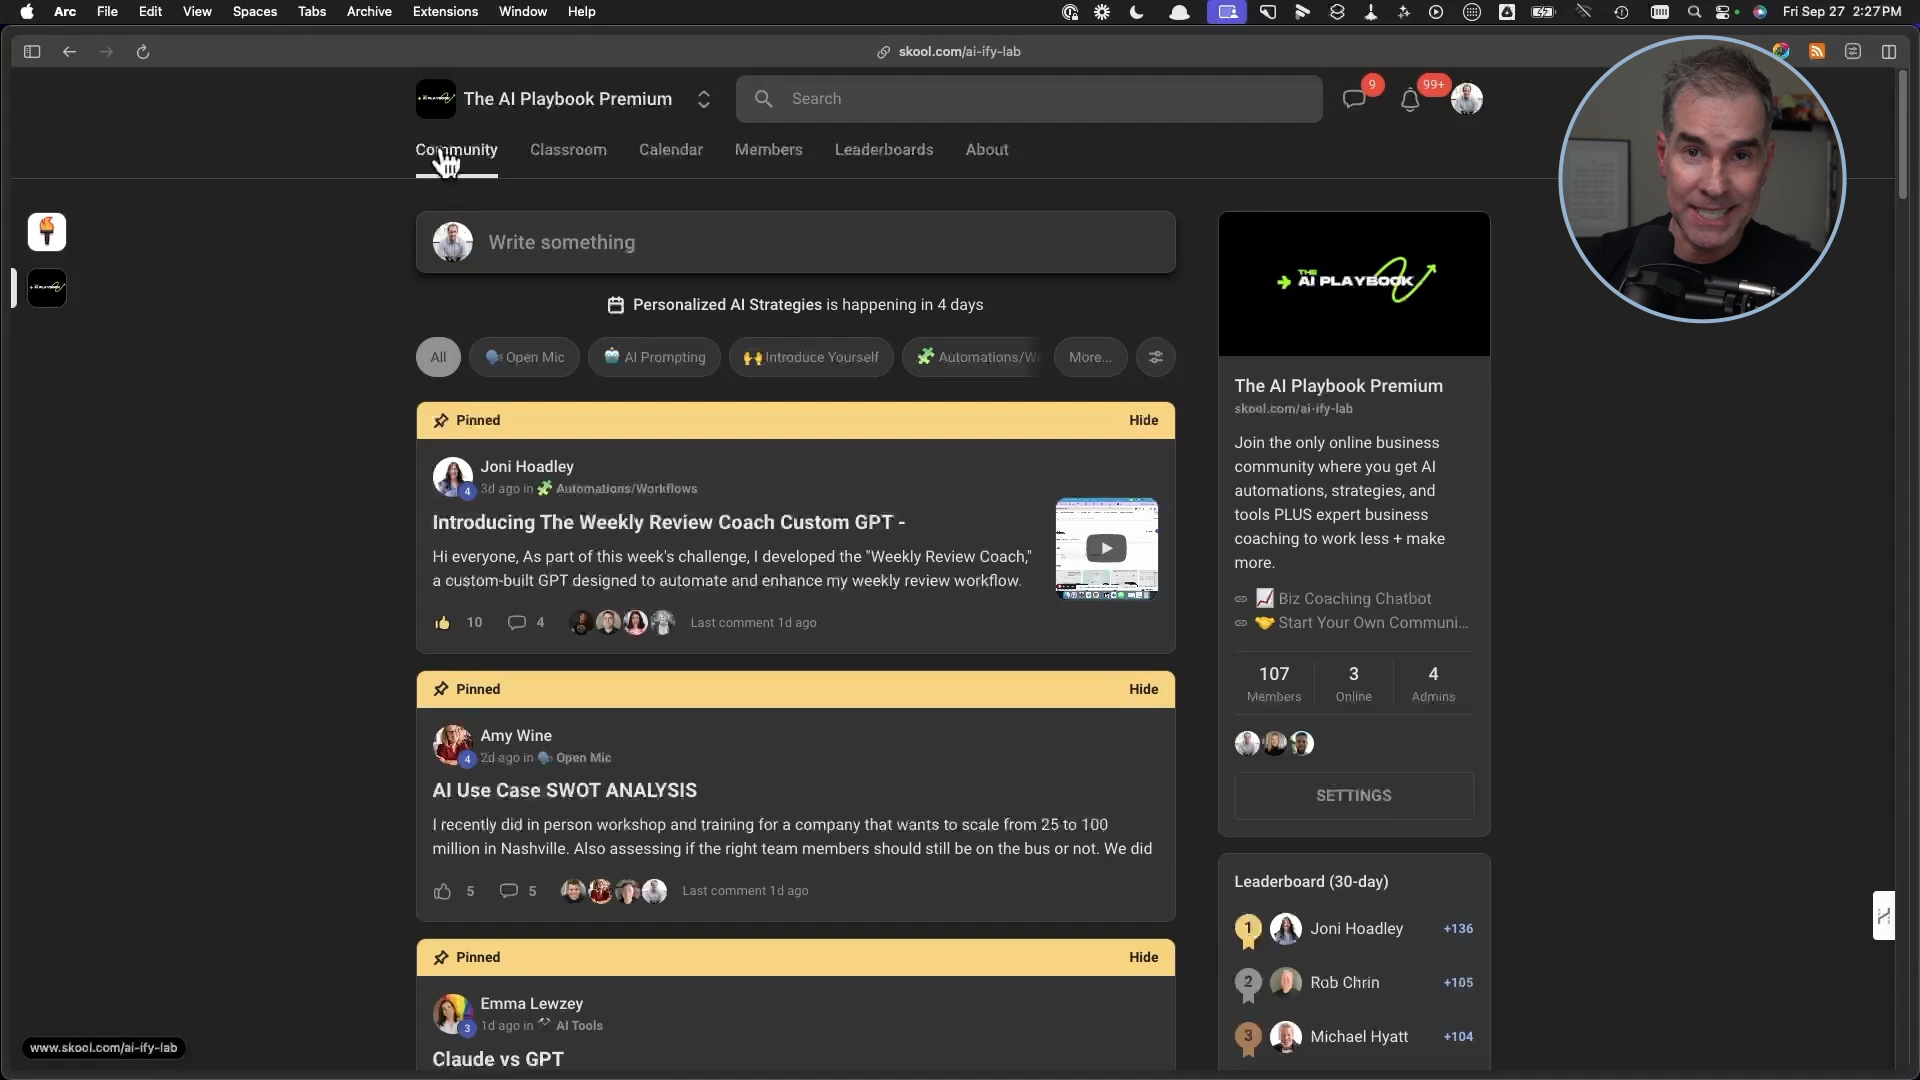 Arc File Edit View Spaces Tabs Archive Extensions Window Help
Fri Sep 27 2:27 PM
skool.com/ai-ify-lab
The AI Playbook Premium
Search
9
99+
Community Classroom Calendar Members Leaderboards About
Write something
Personalized AI Strategies is happening in 4 days
All
Open Mic
AI Prompting
Introduce Yourself
Automations/Wo
More...
Pinned
Hide
Joni Hoadley
4
3d ago in Automations/Workflows
Introducing The Weekly Review Coach Custom GPT -
Hi everyone, As part of this week's challenge, I developed the "Weekly Review Coach,"
a custom-built GPT designed to automate and enhance my weekly review workflow.
10
4
Last comment 1d ago
Pinned
Hide
Amy Wine
4
2d ago in Open Mic
AI Use Case SWOT ANALYSIS
I recently did in person workshop and training for a company that wants to scale from 25 to 100
million in Nashville. Also assessing if the right team members should still be on the bus or not. We did
5
5
Last comment 1d ago
Pinned
Hide
Emma Lewzey
3
1d ago in AI Tools
Claude vs GPT
THE
AI PLAYBOOK
The AI Playbook Premium
skool.com/ai-ify-lab
Join the only online business
community where you get AI
automations, strategies, and
tools PLUS expert business
coaching to work less + make
more.
Biz Coaching Chatbot
Start Your Own Communi...
107 3 4
Members Online Admins
SETTINGS
Leaderboard (30-day)
1 Joni Hoadley +136
2 Rob Chrin +105
3 Michael Hyatt +104
www.skool.com/ai-ify-lab